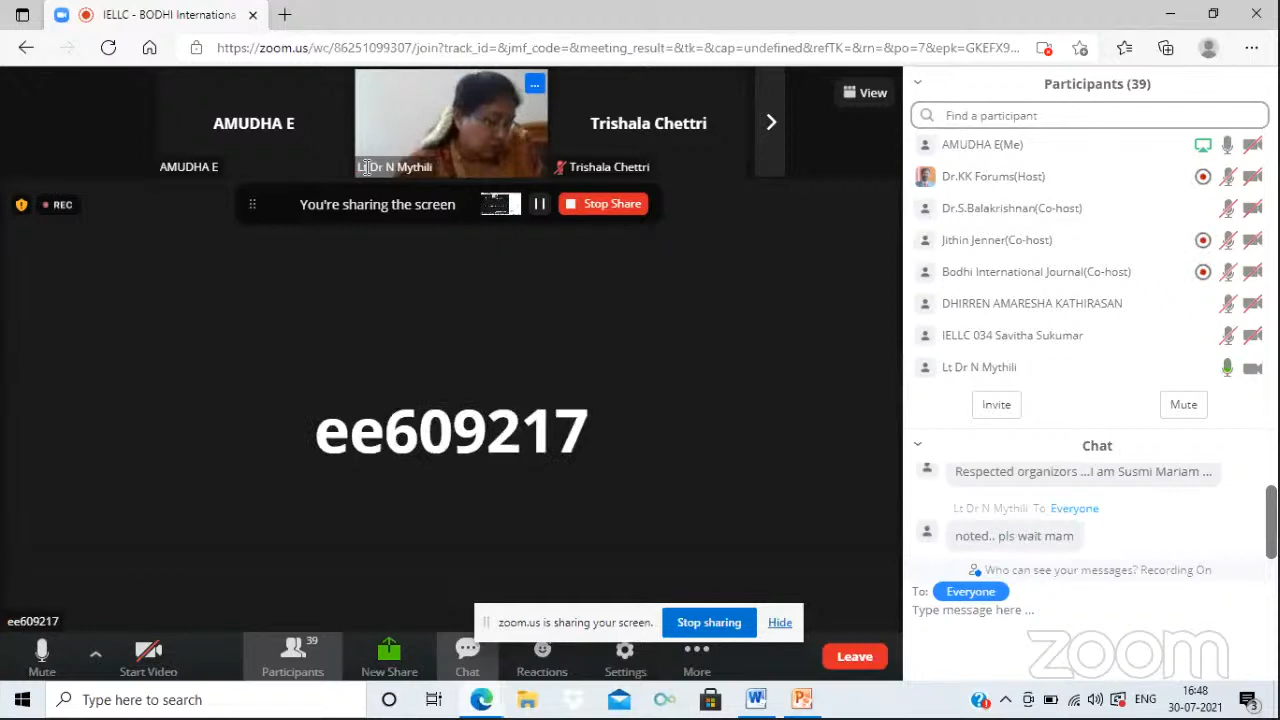 IELLC - BODHI Internationa
https://zoom.us/wc/86251099307/join?track_id=&jmf_code=&meeting_result=&tk=&cap=undefined&refTK=&rn=&po=7&epk=GKEFX9...
AMUDHA E
AMUDHA E
Lt Dr N Mythili
Trishala Chettri
Trishala Chettri
View
REC
You're sharing the screen
Stop Share
ee609217
ee609217
zoom.us is sharing your screen.
Stop sharing
Hide
Mute
Start Video
39
Participants
New Share
Chat
Reactions
Settings
More
Leave
Participants (39)
Find a participant
AMUDHA E(Me)
Dr.KK Forums(Host)
Dr.S.Balakrishnan(Co-host)
Jithin Jenner(Co-host)
Bodhi International Journal(Co-host)
DHIRREN AMARESHA KATHIRASAN
IELLC 034 Savitha Sukumar
Lt Dr N Mythili
Invite
Mute
Chat
Respected organizors ...I am Susmi Mariam ...
Lt Dr N Mythili To Everyone
noted.. pls wait mam
Who can see your messages? Recording On
To: Everyone
Type message here ...
zoom
Type here to search
ENG
16:48
30-07-2021
3